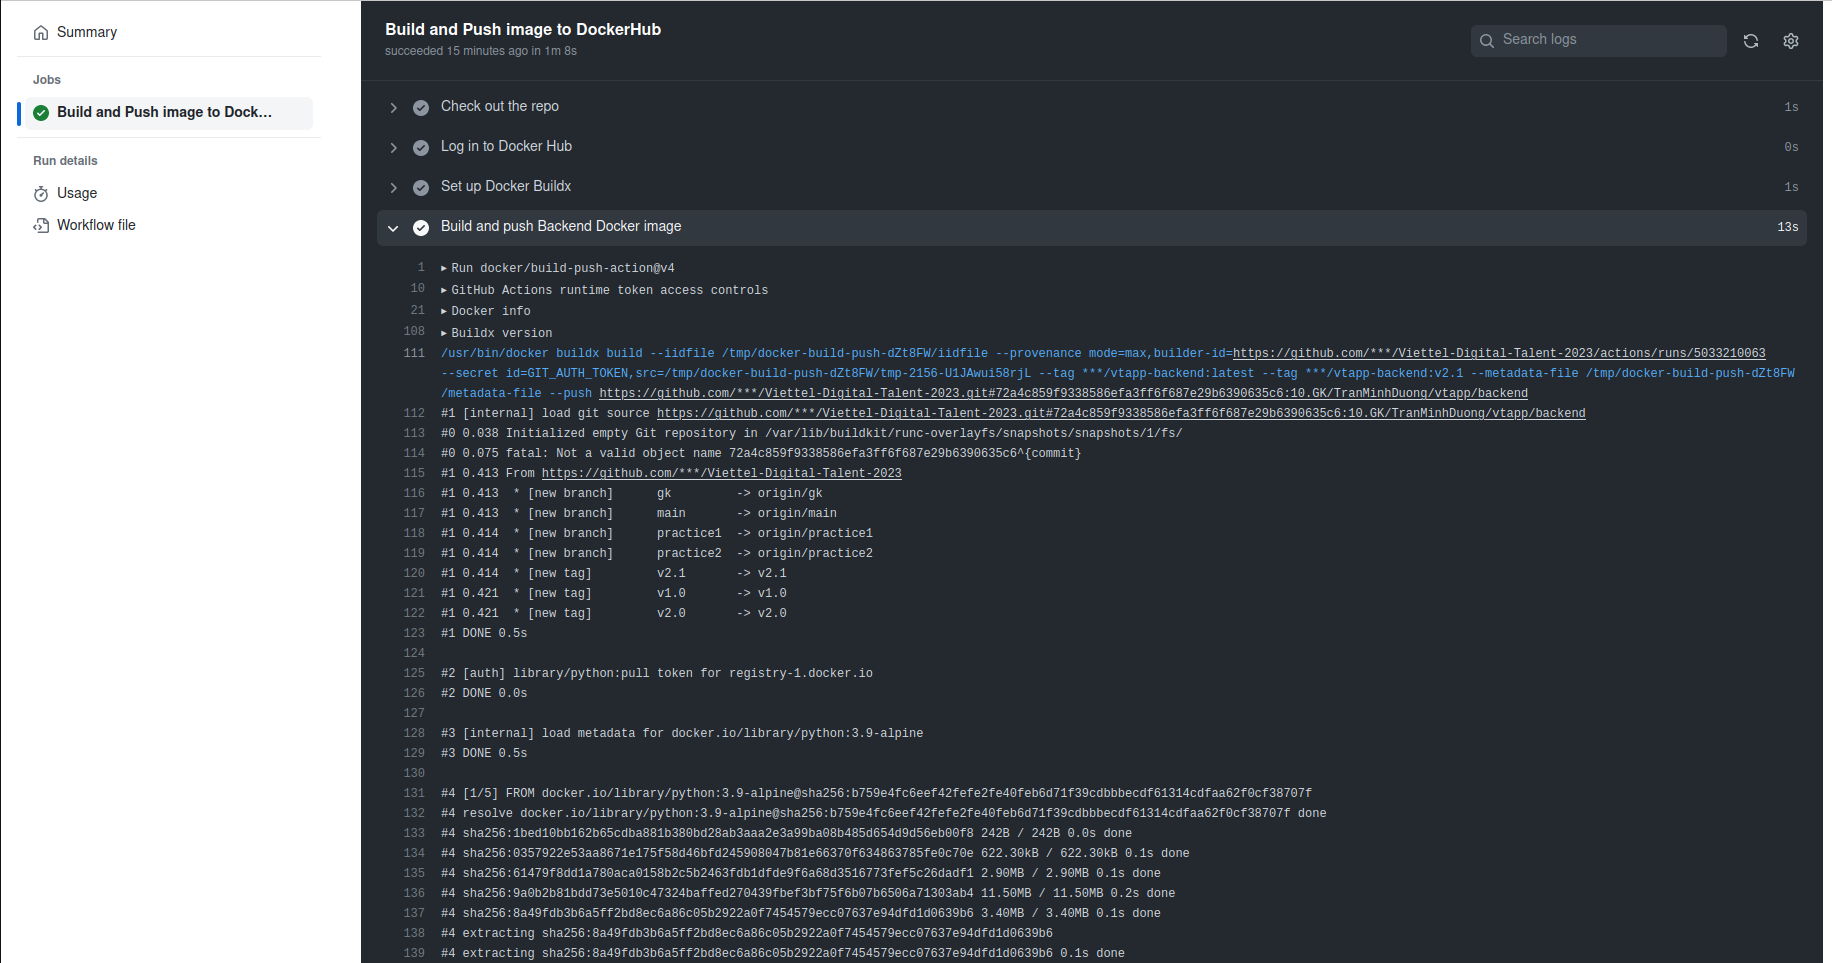 Summary
Jobs
Build and Push image to Dock...
Run details
Usage
Workflow file
Build and Push image to DockerHub
succeeded 15 minutes ago in 1m 8s
Search logs
Check out the repo 1s
Log in to Docker Hub 0s
Set up Docker Buildx 1s
Build and push Backend Docker image 13s
1 ▸ Run docker/build-push-action@v4
10 ▸ GitHub Actions runtime token access controls
21 ▸ Docker info
108 ▸ Buildx version
111 /usr/bin/docker buildx build --iidfile /tmp/docker-build-push-dZt8FW/iidfile --provenance mode=max,builder-id=https://github.com/***/Viettel-Digital-Talent-2023/actions/runs/5033210063
--secret id=GIT_AUTH_TOKEN,src=/tmp/docker-build-push-dZt8FW/tmp-2156-U1JAwui58rjL --tag ***/vtapp-backend:latest --tag ***/vtapp-backend:v2.1 --metadata-file /tmp/docker-build-push-dZt8FW
/metadata-file --push https://github.com/***/Viettel-Digital-Talent-2023.git#72a4c859f9338586efa3ff6f687e29b6390635c6:10.GK/TranMinhDuong/vtapp/backend
112 #1 [internal] load git source https://github.com/***/Viettel-Digital-Talent-2023.git#72a4c859f9338586efa3ff6f687e29b6390635c6:10.GK/TranMinhDuong/vtapp/backend
113 #0 0.038 Initialized empty Git repository in /var/lib/buildkit/runc-overlayfs/snapshots/snapshots/1/fs/
114 #0 0.075 fatal: Not a valid object name 72a4c859f9338586efa3ff6f687e29b6390635c6^{commit}
115 #1 0.413 From https://github.com/***/Viettel-Digital-Talent-2023
116 #1 0.413 * [new branch] gk -> origin/gk
117 #1 0.413 * [new branch] main -> origin/main
118 #1 0.414 * [new branch] practice1 -> origin/practice1
119 #1 0.414 * [new branch] practice2 -> origin/practice2
120 #1 0.414 * [new tag] v2.1 -> v2.1
121 #1 0.421 * [new tag] v1.0 -> v1.0
122 #1 0.421 * [new tag] v2.0 -> v2.0
123 #1 DONE 0.5s
124
125 #2 [auth] library/python:pull token for registry-1.docker.io
126 #2 DONE 0.0s
127
128 #3 [internal] load metadata for docker.io/library/python:3.9-alpine
129 #3 DONE 0.5s
130
131 #4 [1/5] FROM docker.io/library/python:3.9-alpine@sha256:b759e4fc6eef42fefe2fe40feb6d71f39cdbbbecdf61314cdfaa62f0cf38707f
132 #4 resolve docker.io/library/python:3.9-alpine@sha256:b759e4fc6eef42fefe2fe40feb6d71f39cdbbbecdf61314cdfaa62f0cf38707f done
133 #4 sha256:1bed10bb162b65cdba881b380bd28ab3aaa2e3a99ba08b485d654d9d56eb00f8 242B / 242B 0.0s done
134 #4 sha256:0357922e53aa8671e175f58d46bfd245908047b81e66370f634863785fe0c70e 622.30kB / 622.30kB 0.1s done
135 #4 sha256:61479f8dd1a780aca0158b2c5b2463fdb1dfde9f6a68d3516773fef5c26dadf1 2.90MB / 2.90MB 0.1s done
136 #4 sha256:9a0b2b81bdd73e5010c47324baffed270439fbef3bf75f6b07b6506a71303ab4 11.50MB / 11.50MB 0.2s done
137 #4 sha256:8a49fdb3b6a5ff2bd8ec6a86c05b2922a0f7454579ecc07637e94dfd1d0639b6 3.40MB / 3.40MB 0.1s done
138 #4 extracting sha256:8a49fdb3b6a5ff2bd8ec6a86c05b2922a0f7454579ecc07637e94dfd1d0639b6
139 #4 extracting sha256:8a49fdb3b6a5ff2bd8ec6a86c05b2922a0f7454579ecc07637e94dfd1d0639b6 0.1s done